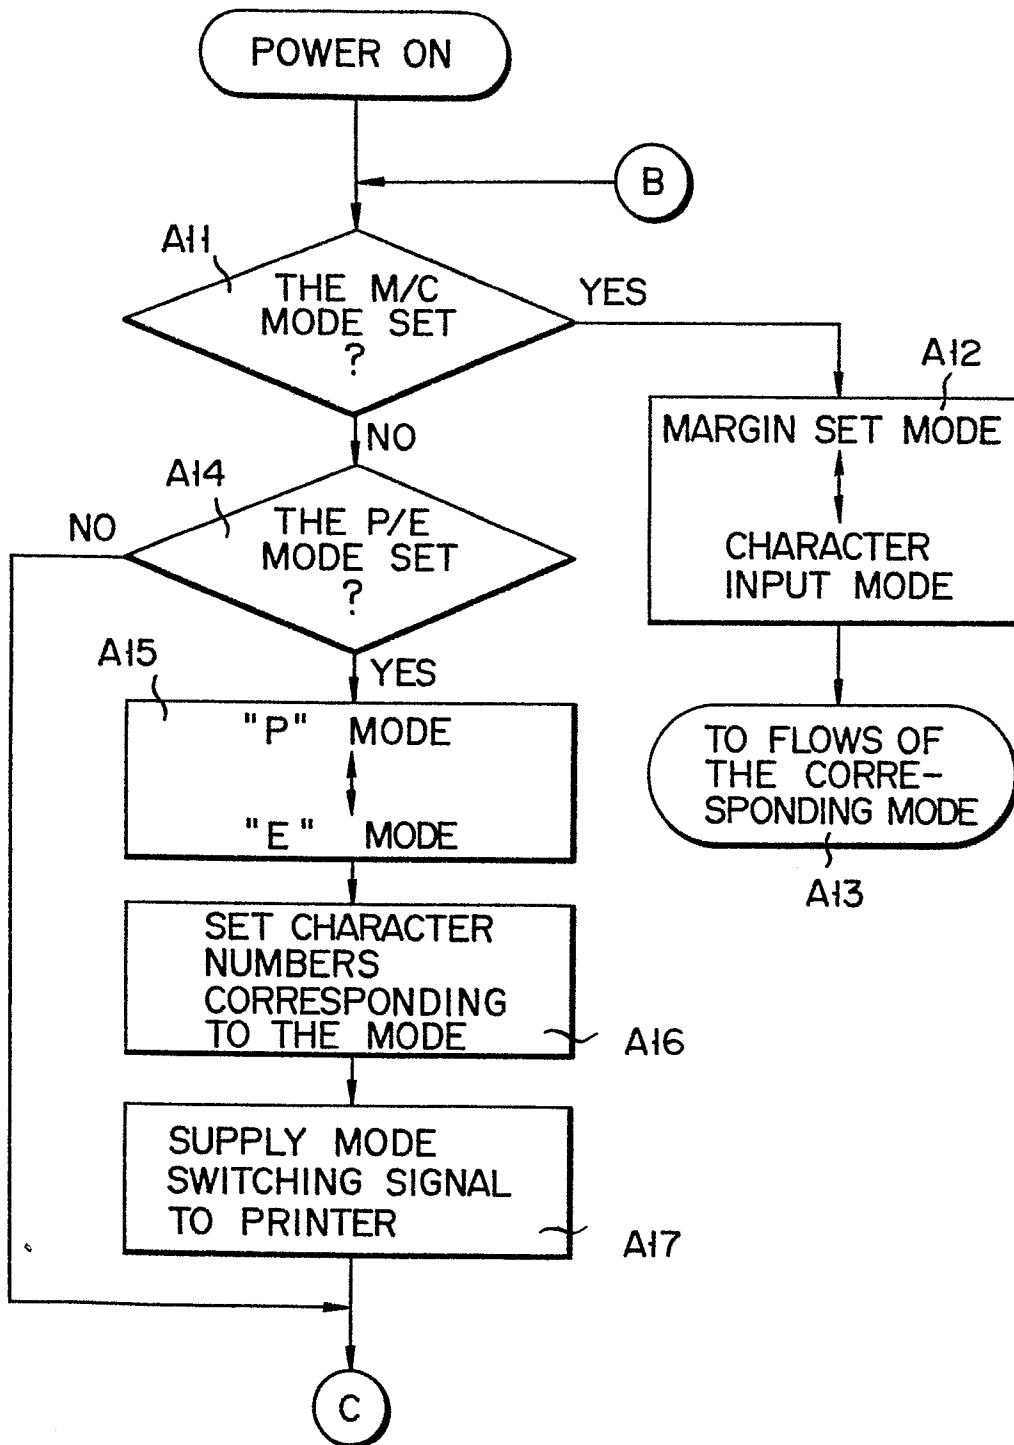 POWER ON
B
A11
THE M/C
MODE SET
?
YES
NO
A12
MARGIN SET MODE
CHARACTER
INPUT MODE
TO FLOWS OF
THE CORRE-
SPONDING MODE
A13
A14
THE P/E
MODE SET
?
NO
YES
A15
"P" MODE
"E" MODE
SET CHARACTER
NUMBERS
CORRESPONDING
TO THE MODE
A16
SUPPLY MODE
SWITCHING SIGNAL
TO PRINTER
A17
C